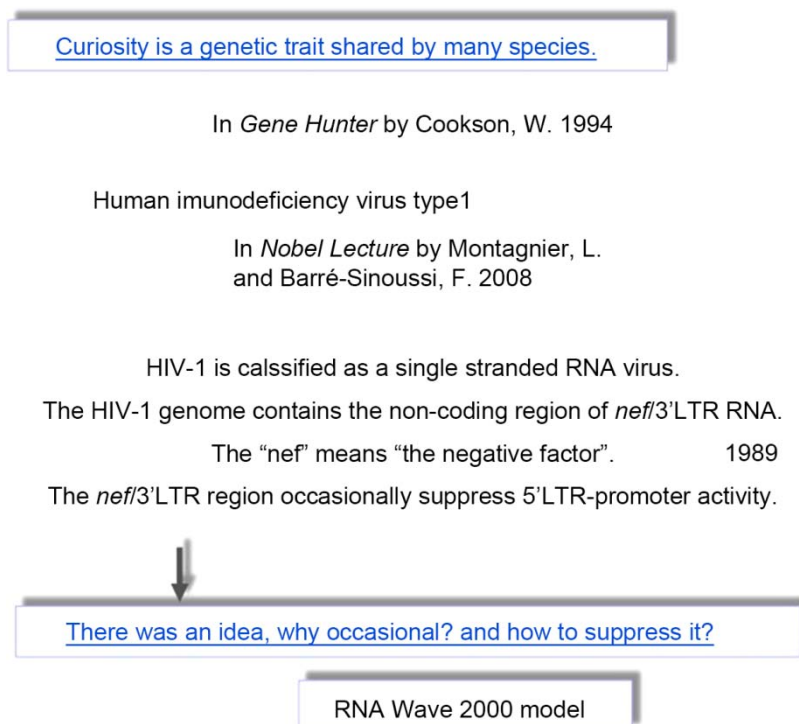 Curiosity is a genetic trait shared by many species.
In Gene Hunter by Cookson, W. 1994
Human imunodeficiency virus type1
In Nobel Lecture by Montagnier, L.
and Barré-Sinoussi, F. 2008
HIV-1 is calssified as a single stranded RNA virus.
The HIV-1 genome contains the non-coding region of nef/3’LTR RNA.
The “nef” means “the negative factor”. 1989
The nef/3’LTR region occasionally suppress 5’LTR-promoter activity.
There was an idea, why occasional? and how to suppress it?
RNA Wave 2000 model